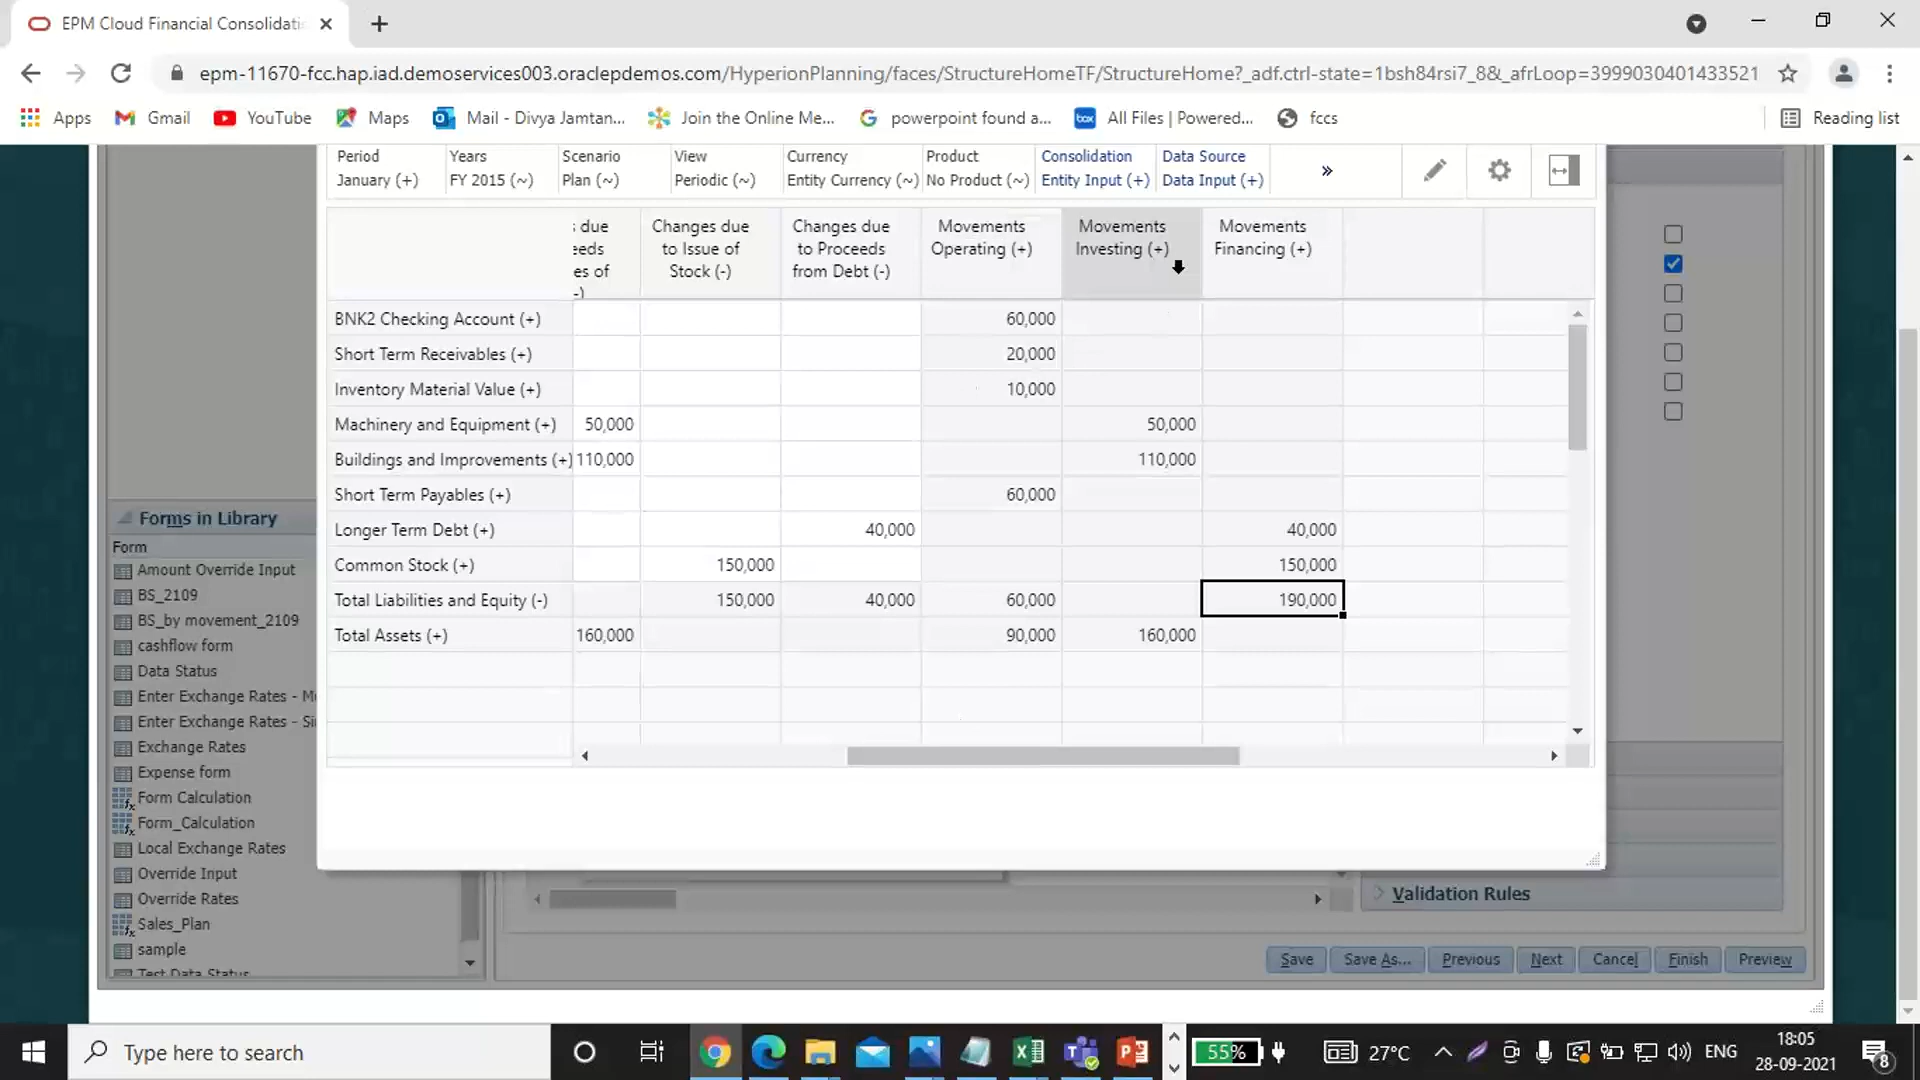 EPM Cloud Financial Consolidati
epm-11670-fcc.hap.iad.demoservices003.oraclepdemos.com/HyperionPlanning/faces/StructureHomeTF/StructureHome?_adf.ctrl-state=1bsh84rsi7_8&_afrLoop=3999030401433521
Apps Gmail YouTube Maps Mail - Divya Jamtan... Join the Online Me... powerpoint found a... box All Files | Powered... fccs Reading list
Period Years Scenario View Currency Product Consolidation Data Source
January (+) FY 2015 (~) Plan (~) Periodic (~) Entity Currency (~) No Product (~) Entity Input (+) Data Input (+) »
due Changes due Changes due Movements Movements Movements
eeds to Issue of to Proceeds Operating (+) Investing (+) Financing (+)
es of Stock (-) from Debt (-)
-)
BNK2 Checking Account (+) 60,000
Short Term Receivables (+) 20,000
Inventory Material Value (+) 10,000
Machinery and Equipment (+) 50,000 50,000
Buildings and Improvements (+) 110,000 110,000
Short Term Payables (+) 60,000
Longer Term Debt (+) 40,000 40,000
Common Stock (+) 150,000 150,000
Total Liabilities and Equity (-) 150,000 40,000 60,000 190,000
Total Assets (+) 160,000 90,000 160,000
Forms in Library
Form
Amount Override Input
BS_2109
BS_by movement_2109
cashflow form
Data Status
Enter Exchange Rates - M
Enter Exchange Rates - Si
Exchange Rates
Expense form
Form Calculation
Form_Calculation
Local Exchange Rates
Override Input
Override Rates
Sales_Plan
sample
Test Data Status
Validation Rules
Save Save As... Previous Next Cancel Finish Preview
Type here to search
55% 27°C ENG
18:05
28-09-2021
8